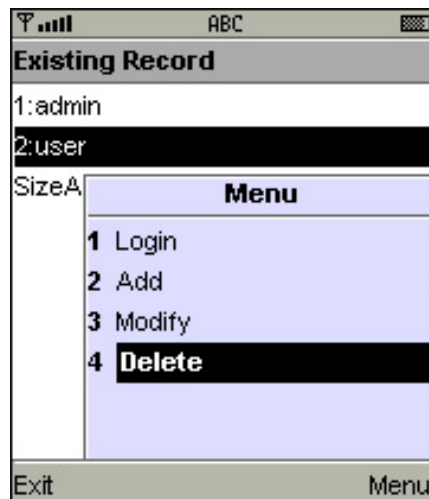 ABC
Existing Record
1:admin
2:user
SizeA
Menu
1 Login
2 Add
3 Modify
4 Delete
Exit Menu